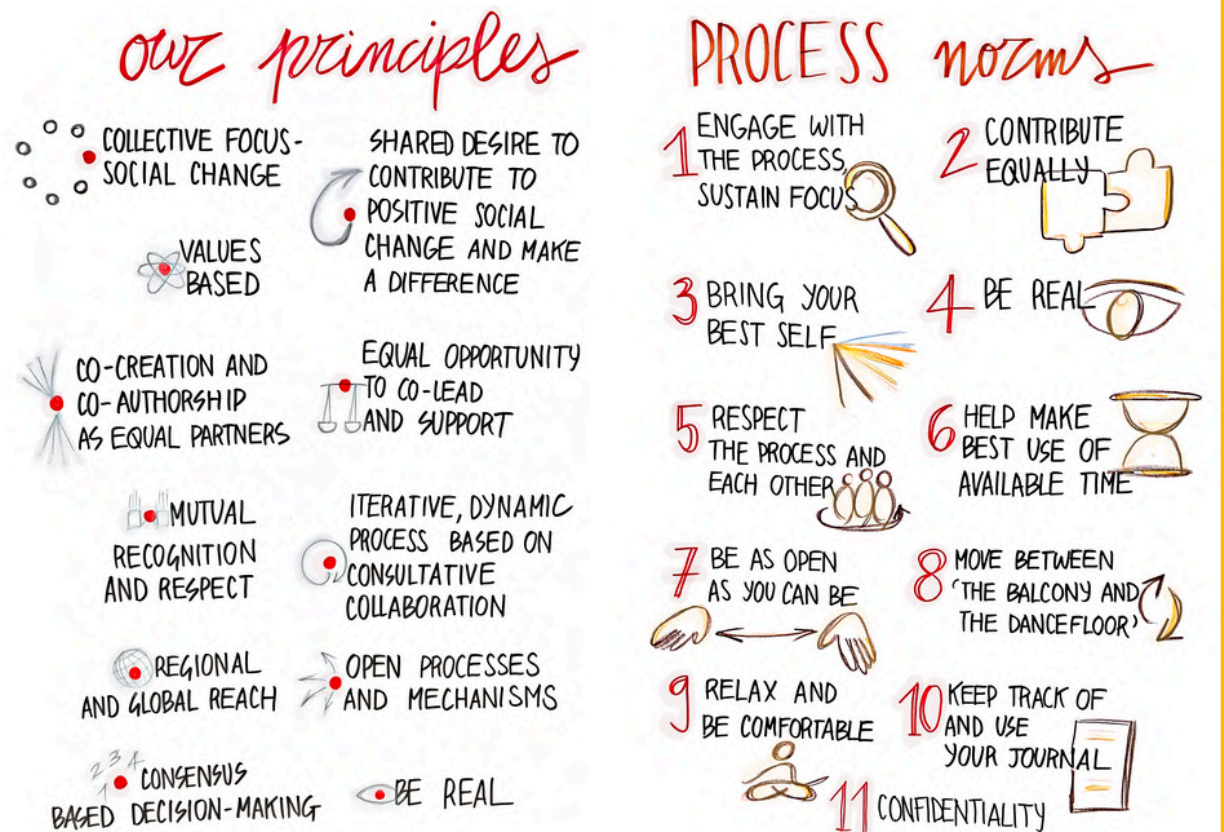 our principles
COLLECTIVE FOCUS-
SOCIAL CHANGE
VALUES
BASED
CO-CREATION AND
CO-AUTHORSHIP
AS EQUAL PARTNERS
MUTUAL
RECOGNITION
AND RESPECT
REGIONAL
AND GLOBAL REACH
1 2 3 4
CONSENSUS
BASED DECISION-MAKING
SHARED DESIRE TO
CONTRIBUTE TO
POSITIVE SOCIAL
CHANGE AND MAKE
A DIFFERENCE
EQUAL OPPORTUNITY
TO CO-LEAD
AND SUPPORT
ITERATIVE, DYNAMIC
PROCESS BASED ON
CONSULTATIVE
COLLABORATION
OPEN PROCESSES
AND MECHANISMS
BE REAL
PROCESS norms
1 ENGAGE WITH
THE PROCESS,
SUSTAIN FOCUS
2 CONTRIBUTE
EQUALLY
3 BRING YOUR
BEST SELF
4 BE REAL
5 RESPECT
THE PROCESS AND
EACH OTHER
6 HELP MAKE
BEST USE OF
AVAILABLE TIME
7 BE AS OPEN
AS YOU CAN BE
8 MOVE BETWEEN
'THE BALCONY AND
THE DANCEFLOOR'
9 RELAX AND
BE COMFORTABLE
10 KEEP TRACK OF
AND USE
YOUR JOURNAL
11 CONFIDENTIALITY